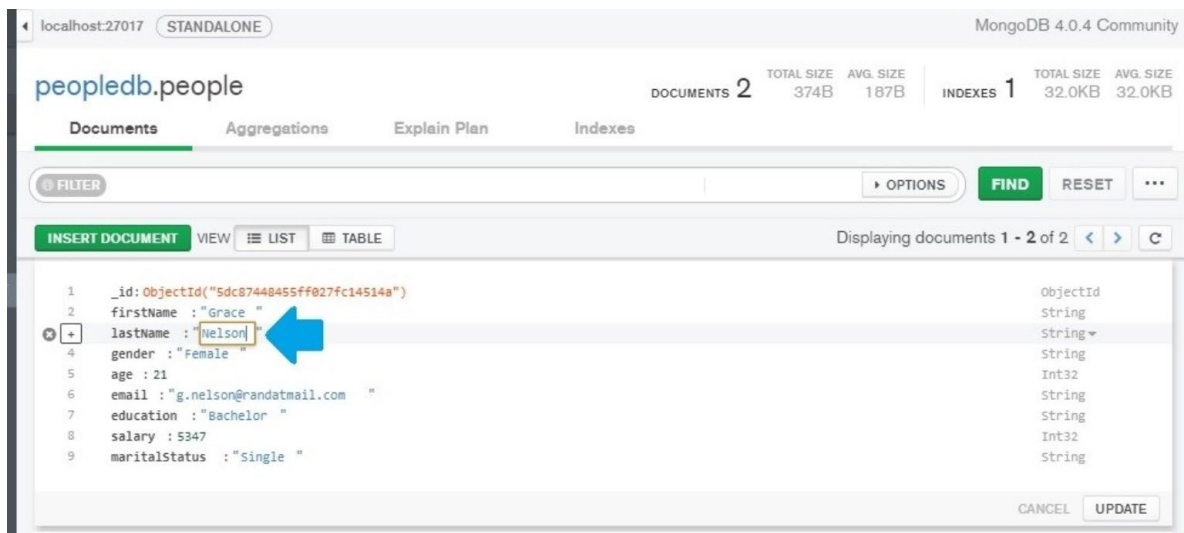 localhost:27017 STANDALONE MongoDB 4.0.4 Community
peopledb.people DOCUMENTS 2 TOTAL SIZE 374B AVG. SIZE 187B INDEXES 1 TOTAL SIZE 32.0KB AVG. SIZE 32.0KB
Documents Aggregations Explain Plan Indexes
FILTER OPTIONS FIND RESET ...
INSERT DOCUMENT VIEW LIST TABLE Displaying documents 1 - 2 of 2 < > C
1 _id: ObjectId("5dc87448455ff027fc14514a") ObjectId
2 firstName : "Grace " String
+ lastName : "Nelson " String
4 gender : "Female " String
5 age : 21 Int32
6 email : "g.nelson@randatmail.com " String
7 education : "Bachelor " String
8 salary : 5347 Int32
9 maritalStatus : "Single " String
CANCEL UPDATE